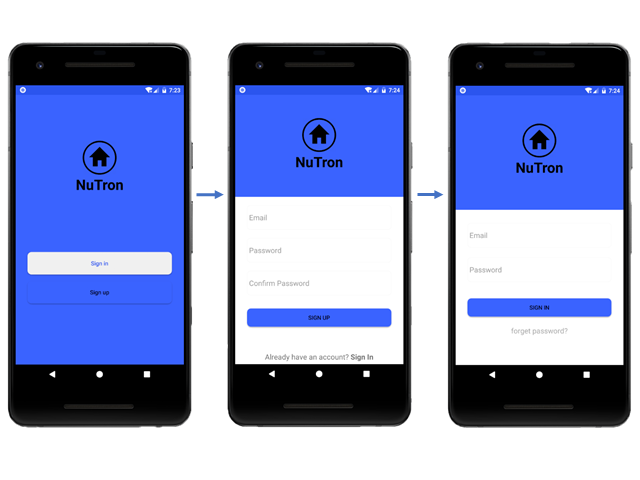 7:23
NuTron
Sign in
Sign up
7:24
NuTron
Email
Password
Confirm Password
SIGN UP
Already have an account? Sign In
7:24
NuTron
Email
Password
SIGN IN
forget password?